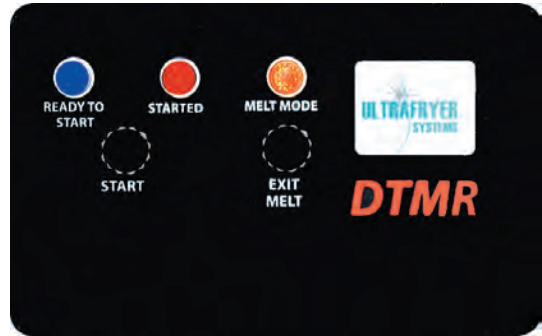 READY TO
START
STARTED
MELT MODE
START
EXIT
MELT
ULTRAFRYER
SYSTEMS
DTMR